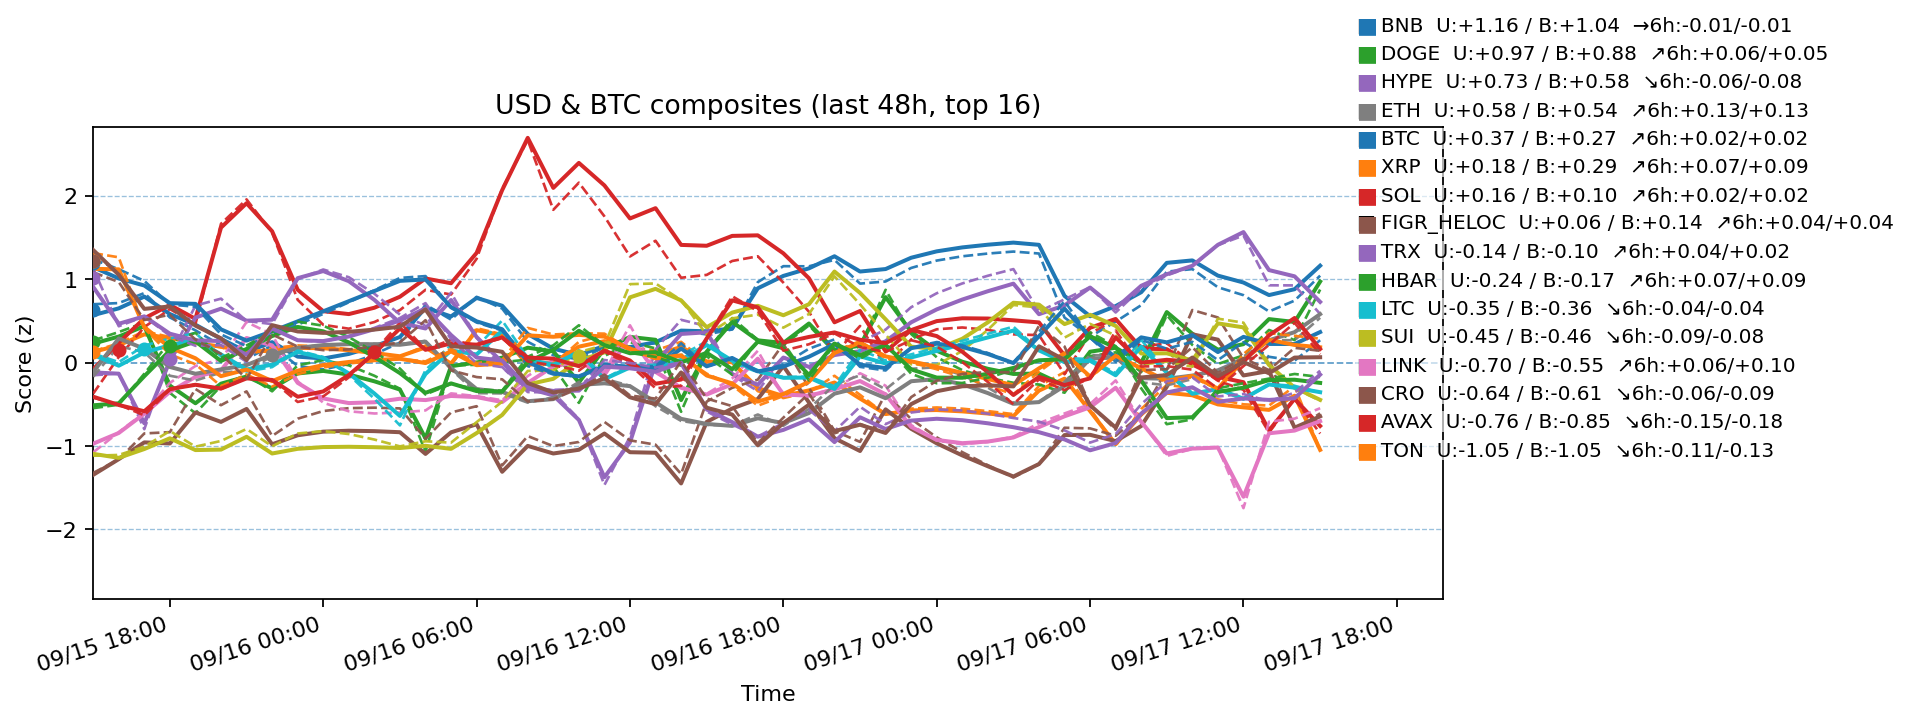 BNB U:+1.16 / B:+1.04 →6h:-0.01/-0.01
DOGE U:+0.97 / B:+0.88 ↗6h:+0.06/+0.05
HYPE U:+0.73 / B:+0.58 ↘6h:-0.06/-0.08
USD & BTC composites (last 48h, top 16)
ETH U:+0.58 / B:+0.54 ↗6h:+0.13/+0.13
BTC U:+0.37 / B:+0.27 ↗6h:+0.02/+0.02
XRP U:+0.18 / B:+0.29 ↗6h:+0.07/+0.09
SOL U:+0.16 / B:+0.10 ↗6h:+0.02/+0.02
FIGR_HELOC U:+0.06 / B:+0.14 ↗6h:+0.04/+0.04
TRX U:-0.14 / B:-0.10 ↗6h:+0.04/+0.02
HBAR U:-0.24 / B:-0.17 ↗6h:+0.07/+0.09
LTC U:-0.35 / B:-0.36 ↘6h:-0.04/-0.04
SUI U:-0.45 / B:-0.46 ↘6h:-0.09/-0.08
LINK U:-0.70 / B:-0.55 ↗6h:+0.06/+0.10
CRO U:-0.64 / B:-0.61 ↘6h:-0.06/-0.09
AVAX U:-0.76 / B:-0.85 ↘6h:-0.15/-0.18
TON U:-1.05 / B:-1.05 ↘6h:-0.11/-0.13
Score (z)
2
1
0
−1
−2
09/15 18:00
09/16 00:00
09/16 06:00
09/16 12:00
09/16 18:00
09/17 00:00
09/17 06:00
09/17 12:00
09/17 18:00
Time